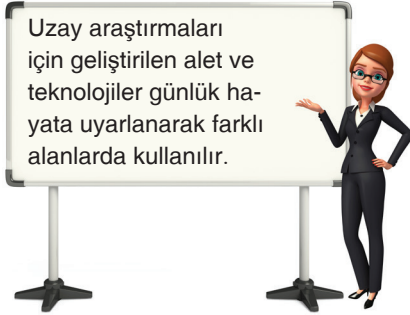 Uzay araştırmaları
için geliştirilen alet ve
teknolojiler günlük ha-
yata uyarlanarak farklı
alanlarda kullanılır.